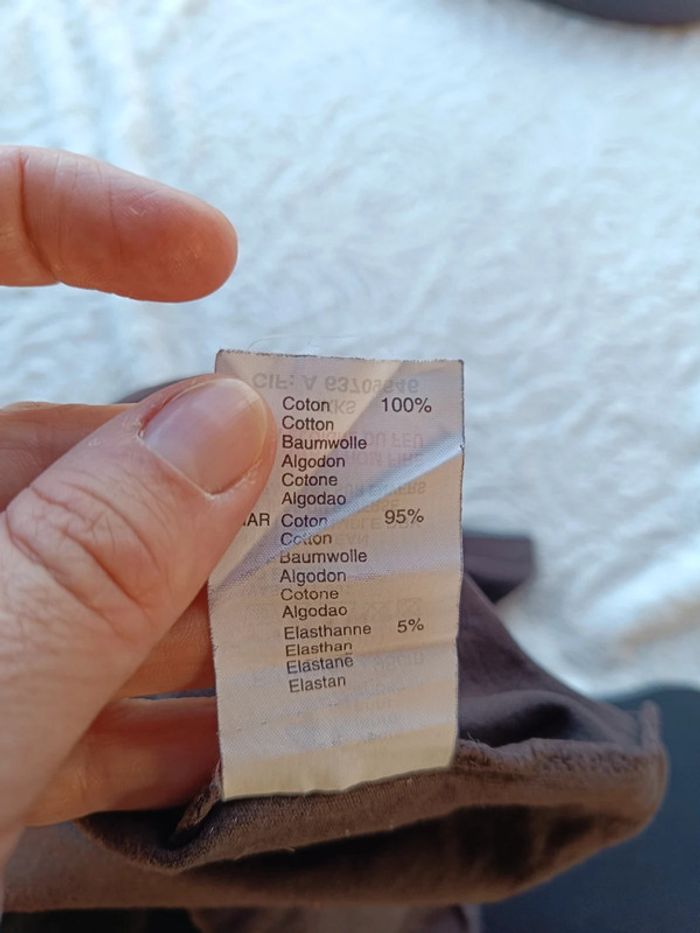 Coton 100%
Cotton
Baumwolle
Algodon
Cotone
Algodao
AR Coton 95%
Cotton
Baumwolle
Algodon
Cotone
Algodao
Elasthanne 5%
Elasthan
Elastane
Elastan